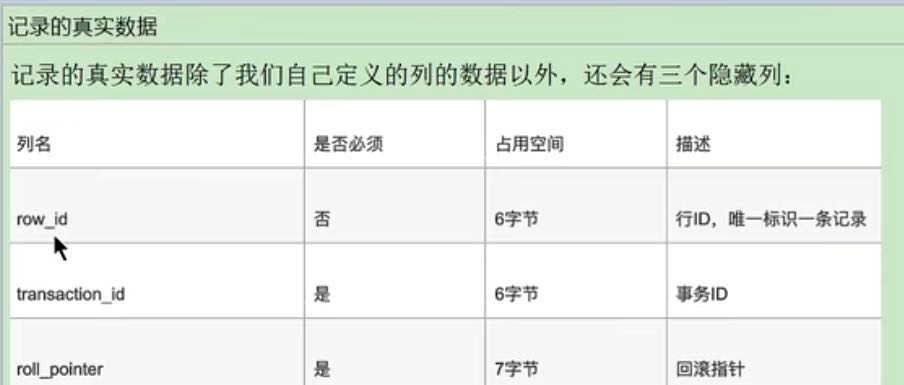 记录的真实数据
记录的真实数据除了我们自己定义的列的数据以外，还会有三个隐藏列：
列名 是否必须 占用空间 描述
row_id 否 6字节 行ID，唯一标识一条记录
transaction_id 是 6字节 事务ID
roll_pointer 是 7字节 回滚指针